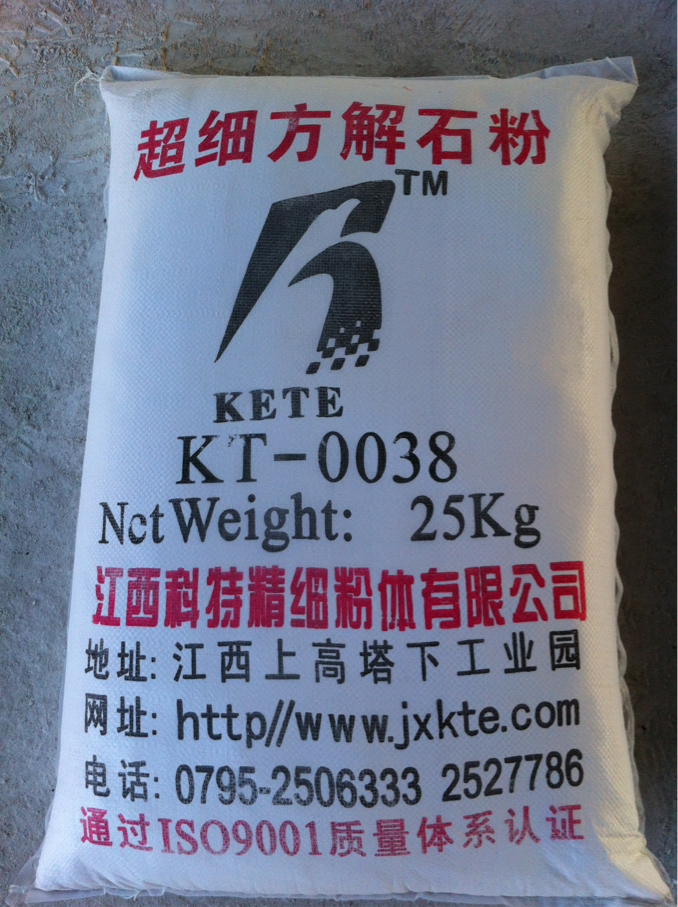 超细方解石粉
TM
KETE
KT-0038
Net Weight: 25Kg
江西科特精细粉体有限公司
地址:江西上高塔下工业园
网址:http//www.jxkte.com
电话:0795-2506333 2527786
通过ISO9001质量体系认证